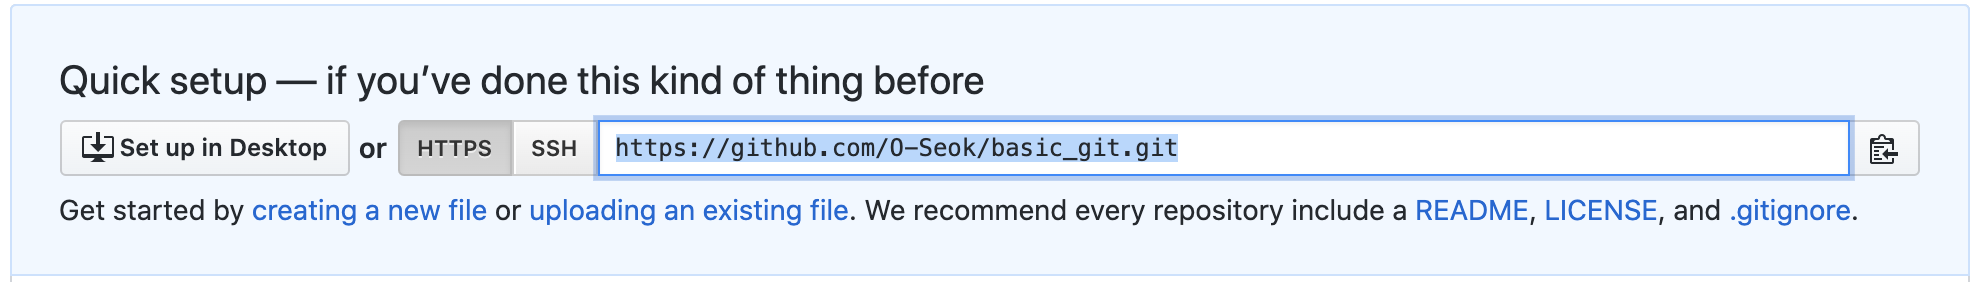 Quick setup — if you’ve done this kind of thing before
Set up in Desktop or HTTPS SSH https://github.com/O-Seok/basic_git.git
Get started by creating a new file or uploading an existing file. We recommend every repository include a README, LICENSE, and .gitignore.